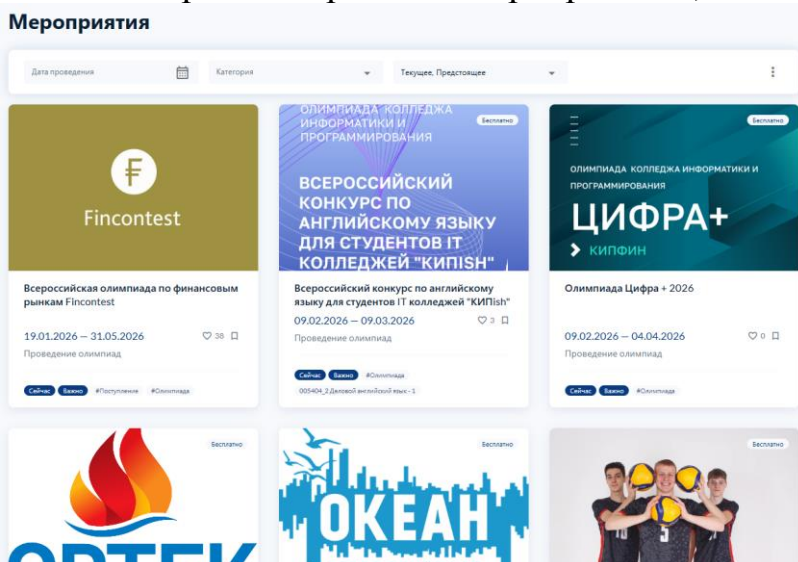 Мероприятия
Дата проведения
Категория
Текущее, Предстоящее
Fincontest
Всероссийская олимпиада по финансовым
рынкам Fincontest
19.01.2026 — 31.05.2026
38
Проведение олимпиад
Сейчас Важно #Поступление #Олимпиада
ОЛИМПИАДА КОЛЛЕДЖА
ИНФОРМАТИКИ И
ПРОГРАММИРОВАНИЯ
Бесплатно
ВСЕРОССИЙСКИЙ
КОНКУРС ПО
АНГЛИЙСКОМУ ЯЗЫКУ
ДЛЯ СТУДЕНТОВ IT
КОЛЛЕДЖЕЙ "КИПISH"
Всероссийский конкурс по английскому
языку для студентов IT колледжей "КИПish"
09.02.2026 — 09.03.2026
3
Проведение олимпиад
Сейчас Важно #Олимпиада
005404_2 Деловой английский язык - 1
Бесплатно
ОЛИМПИАДА КОЛЛЕДЖА ИНФОРМАТИКИ И
ПРОГРАММИРОВАНИЯ
ЦИФРА+
КИПФИН
Олимпиада Цифра + 2026
09.02.2026 — 04.04.2026
0
Проведение олимпиад
Сейчас Важно #Олимпиада
Бесплатно
АРТЕК
Бесплатно
ОКЕАН
Бесплатно